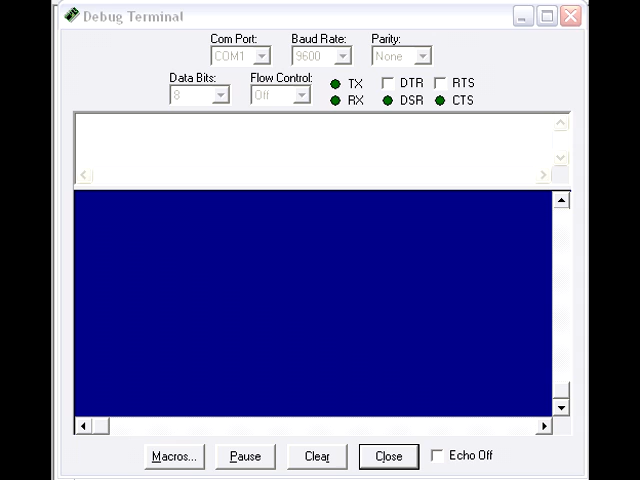 Debug Terminal
Com Port: Baud Rate: Parity:
COM1 9600 None
Data Bits: Flow Control: TX DTR RTS
8 Off RX DSR CTS
Macros... Pause Clear Close Echo Off